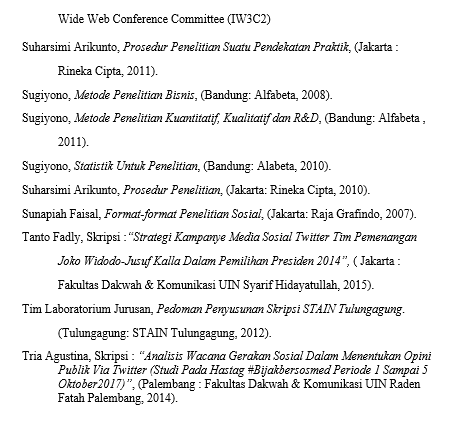 Wide Web Conference Committee (IW3C2)
Suharsimi Arikunto, Prosedur Penelitian Suatu Pendekatan Praktik, (Jakarta :
Rineka Cipta, 2011).
Sugiyono, Metode Penelitian Bisnis, (Bandung: Alfabeta, 2008).
Sugiyono, Metode Penelitian Kuantitatif, Kualitatif dan R&D, (Bandung: Alfabeta ,
2011).
Sugiyono, Statistik Untuk Penelitian, (Bandung: Alabeta, 2010).
Suharsimi Arikunto, Prosedur Penelitian, (Jakarta: Rineka Cipta, 2010).
Sunapiah Faisal, Format-format Penelitian Sosial, (Jakarta: Raja Grafindo, 2007).
Tanto Fadly, Skripsi :“Strategi Kampanye Media Sosial Twitter Tim Pemenangan
Joko Widodo-Jusuf Kalla Dalam Pemilihan Presiden 2014”, ( Jakarta :
Fakultas Dakwah & Komunikasi UIN Syarif Hidayatullah, 2015).
Tim Laboratorium Jurusan, Pedoman Penyusunan Skripsi STAIN Tulungagung.
(Tulungagung: STAIN Tulungagung, 2012).
Tria Agustina, Skripsi : “Analisis Wacana Gerakan Sosial Dalam Menentukan Opini
Publik Via Twitter (Studi Pada Hastag #Bijakbersosmed Periode 1 Sampai 5
Oktober2017)”, (Palembang : Fakultas Dakwah & Komunikasi UIN Raden
Fatah Palembang, 2014).